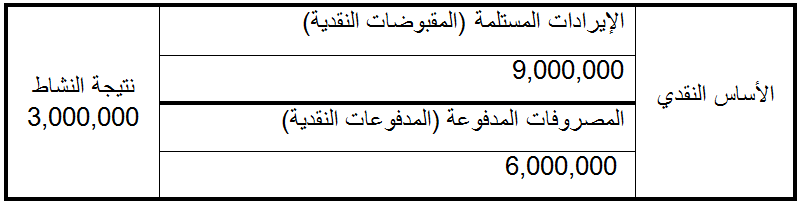 الأساس النقدي
الإيرادات المستلمة (المقبوضات النقدية)
9,000,000
المصروفات المدفوعة (المدفوعات النقدية)
6,000,000
نتيجة النشاط
3,000,000